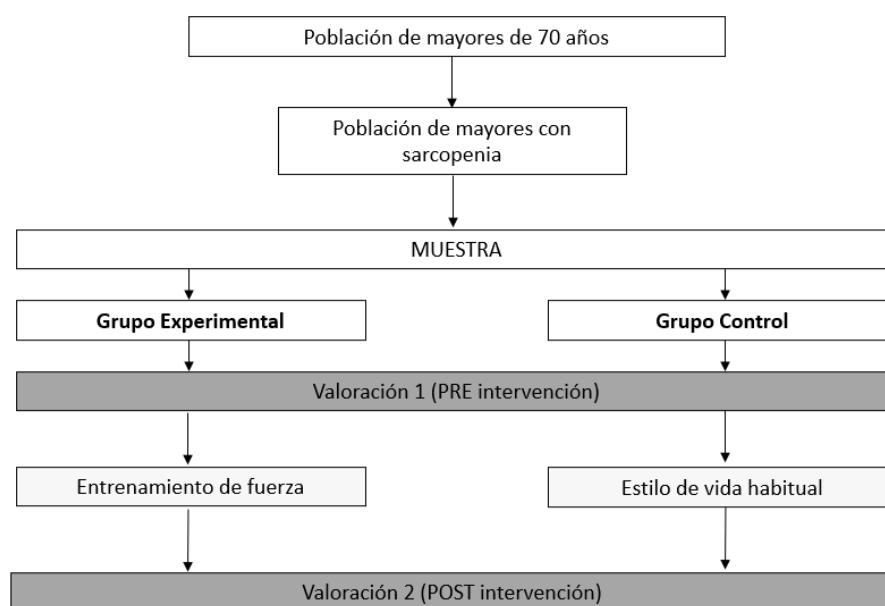 Población de mayores de 70 años
Población de mayores con
sarcopenia
MUESTRA
Grupo Experimental
Grupo Control
Valoración 1 (PRE intervención)
Entrenamiento de fuerza
Estilo de vida habitual
Valoración 2 (POST intervención)